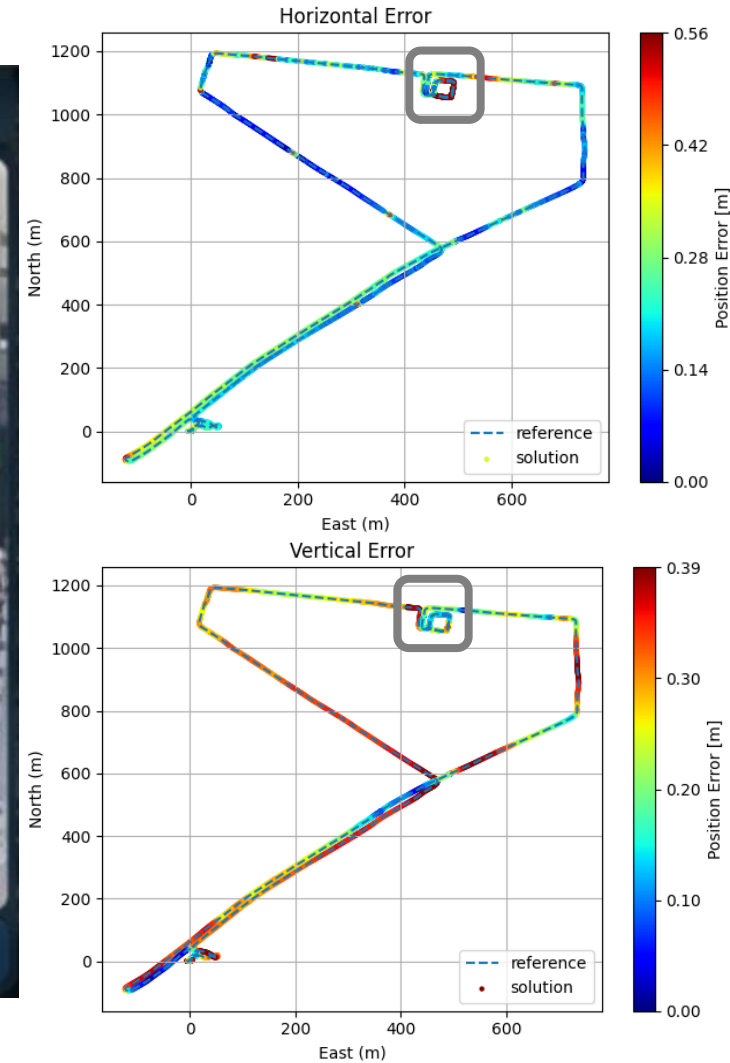 Horizontal Error
1200
1000
800
600
400
200
0
North (m)
0 200 400 600
East (m)
reference
solution
0.56
0.42
0.28
0.14
0.00
Position Error [m]
Vertical Error
1200
1000
800
600
400
200
0
North (m)
0 200 400 600
East (m)
reference
solution
0.39
0.30
0.20
0.10
0.00
Position Error [m]